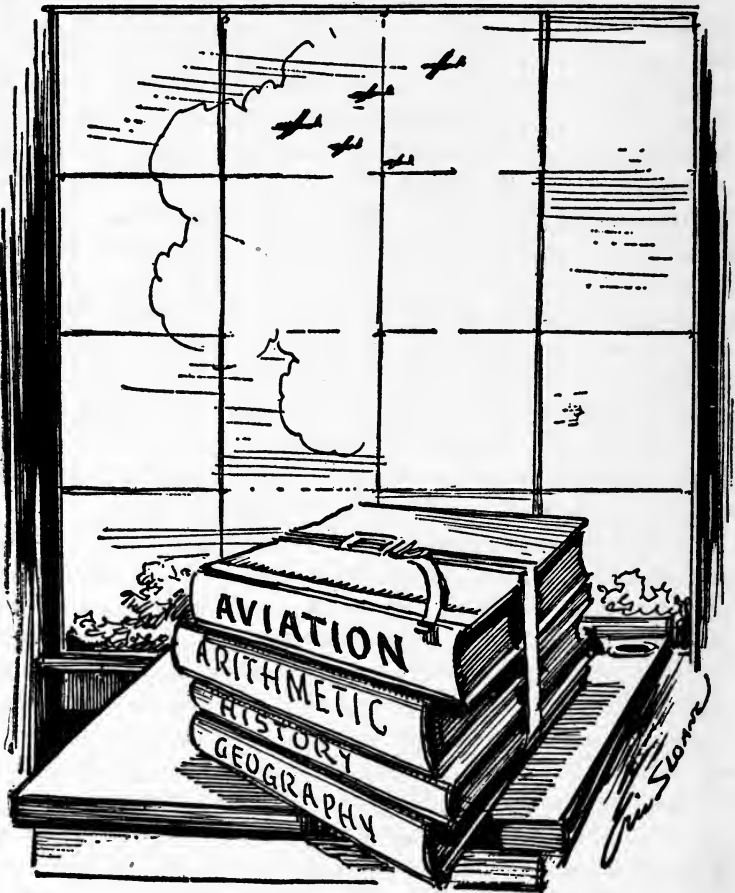 AVIATION
ARITHMETIC
HISTORY
GEOGRAPHY
Eric Sloane